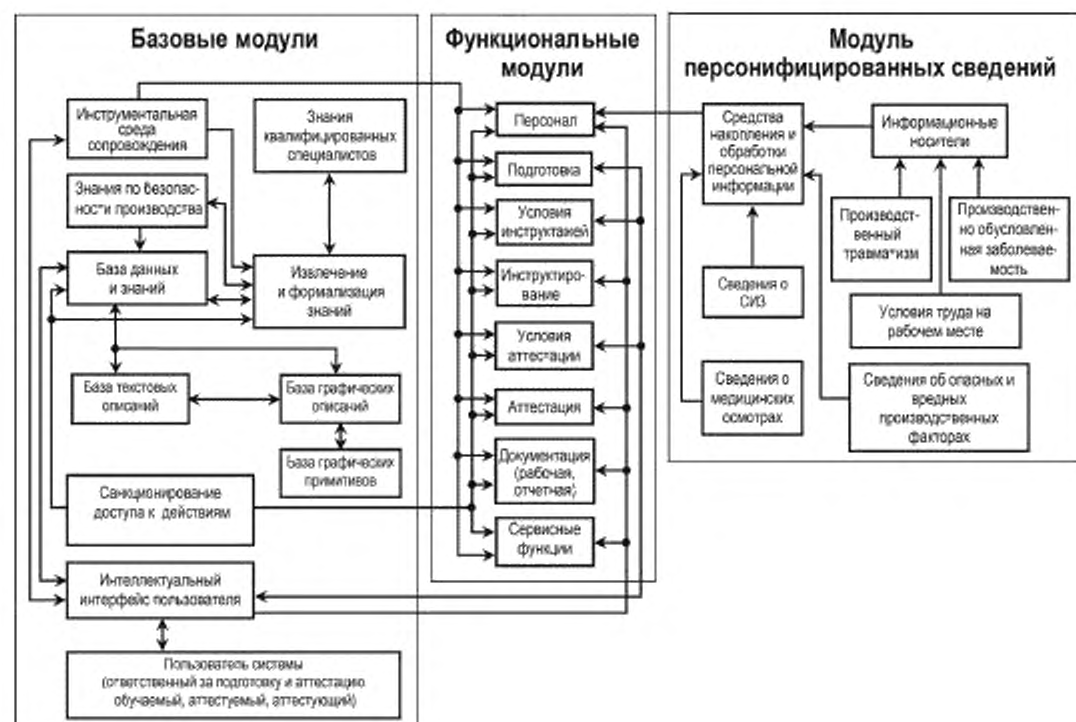 Базовые модули
Инструментальная
среда
сопровождения
Знания
квалифицированных
специалистов
Знания по безопас-
ности производства
База данных
и знаний
Извлечение
и формализация
знаний
База текстовых
описаний
База графических
описаний
База графических
примитивов
Санкционирование
доступа к действиям
Интеллектуальный
интерфейс пользователя
Пользователь системы
(ответственный за подготовку и аттестацию
обучаемый, аттестуемый, аттестующий)
Функциональные
модули
Персонал
Подготовка
Условия
инструктажей
Инструктиро-
вание
Условия
аттестации
Аттестация
Документация
(рабочая,
отчетная)
Сервисные
функции
Модуль
персонифицированных сведений
Средства
накопления и
обработки
персональной
информации
Информационные
носители
Производст-
венный
травматизм
Производствен-
но обусловлен-
ная заболевае-
мость
Сведения о
СИЗ
Условия труда на
рабочем месте
Сведения о
медицинских
осмотрах
Сведения об опасных и
вредных
производственных
факторах